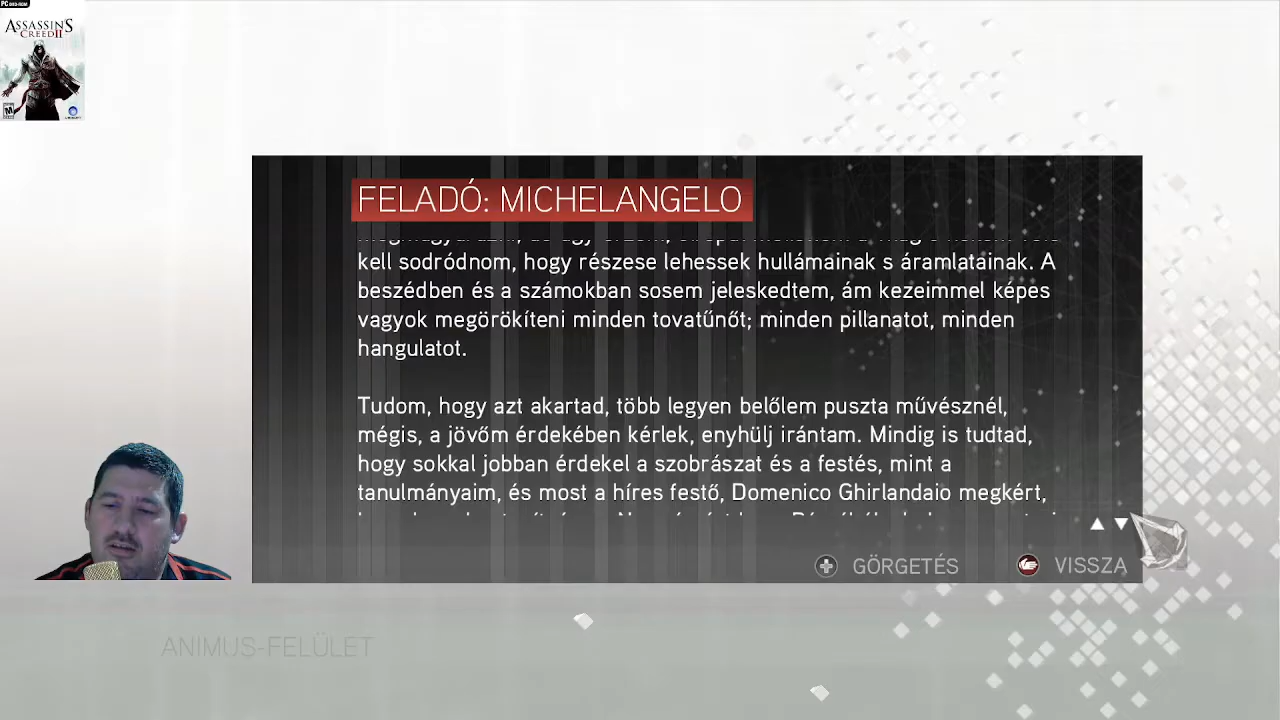 PC DVD-ROM
ASSASSIN'S
CREED II
M
FELADÓ: MICHELANGELO
kell sodródnom, hogy részese lehessek hullámainak s áramlatainak. A
beszédben és a számokban sosem jeleskedtem, ám kezeimmel képes
vagyok megörökíteni minden tovatűnőt; minden pillanatot, minden
hangulatot.
Tudom, hogy azt akartad, több legyen belőlem puszta művésznél,
mégis, a jövőm érdekében kérlek, enyhülj irántam. Mindig is tudtad,
hogy sokkal jobban érdekel a szobrászat és a festés, mint a
tanulmányaim, és most a híres festő, Domenico Ghirlandaio megkért,
GÖRGETÉS
VISSZA
ANIMUS-FELÜLET